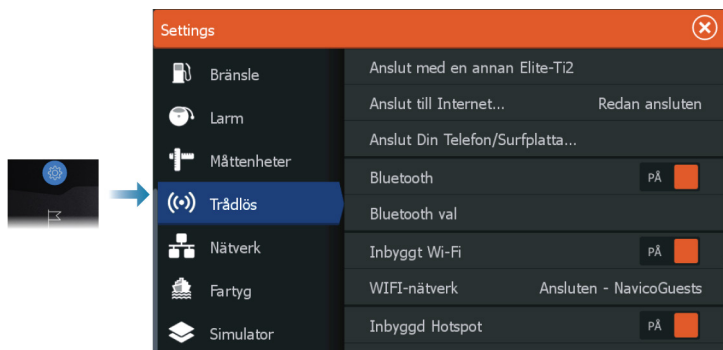 Settings
Bränsle
Larm
Måttenheter
Trådlös
Nätverk
Fartyg
Simulator
Anslut med en annan Elite-Ti2
Anslut till Internet... Redan ansluten
Anslut Din Telefon/Surfplatta...
Bluetooth PÅ
Bluetooth val
Inbyggt Wi-Fi PÅ
WIFI-nätverk Ansluten - NavicoGuests
Inbyggd Hotspot PÅ